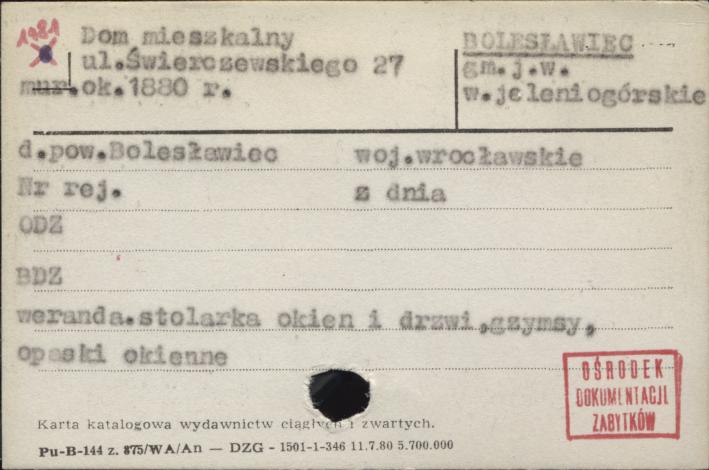 1981
Dom mieszkalny
ul.Świerczewskiego 27
mur.ok.1880 r.
BOLESŁAWIEC
gm.j.w.
w.jeleniogórskie
d.pow.Bolesławiec woj.wrocławskie
Nr rej. z dnia
ODZ
BDZ
weranda.stolarka okien i drzwi,gzymsy,
opaski okienne
OŚRODEK
DOKUMENTACJI
ZABYTKÓW
Karta katalogowa wydawnictw ciągłych i zwartych.
Pu-B-144 z. 875/WA/An — DZG - 1501-1-346 11.7.80 5.700.000